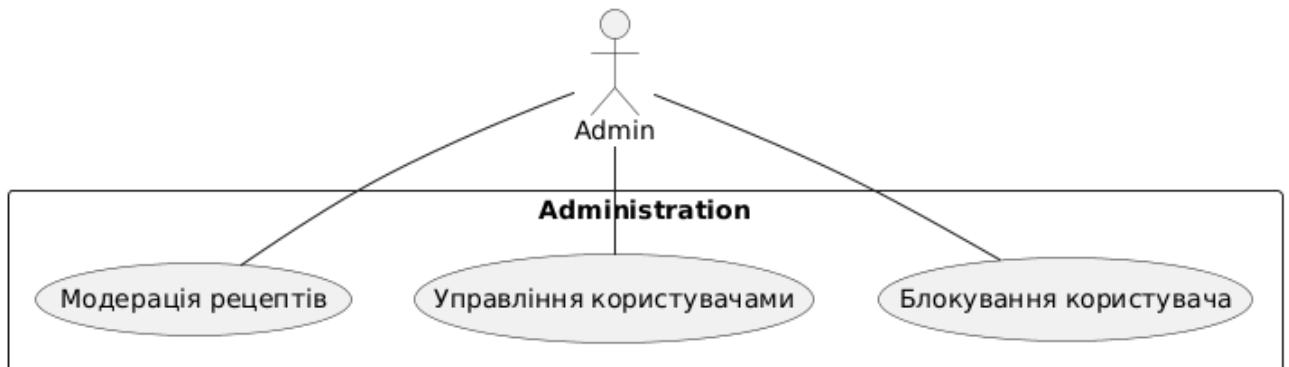 Admin
Administration
Модерація рецептів
Управління користувачами
Блокування користувача